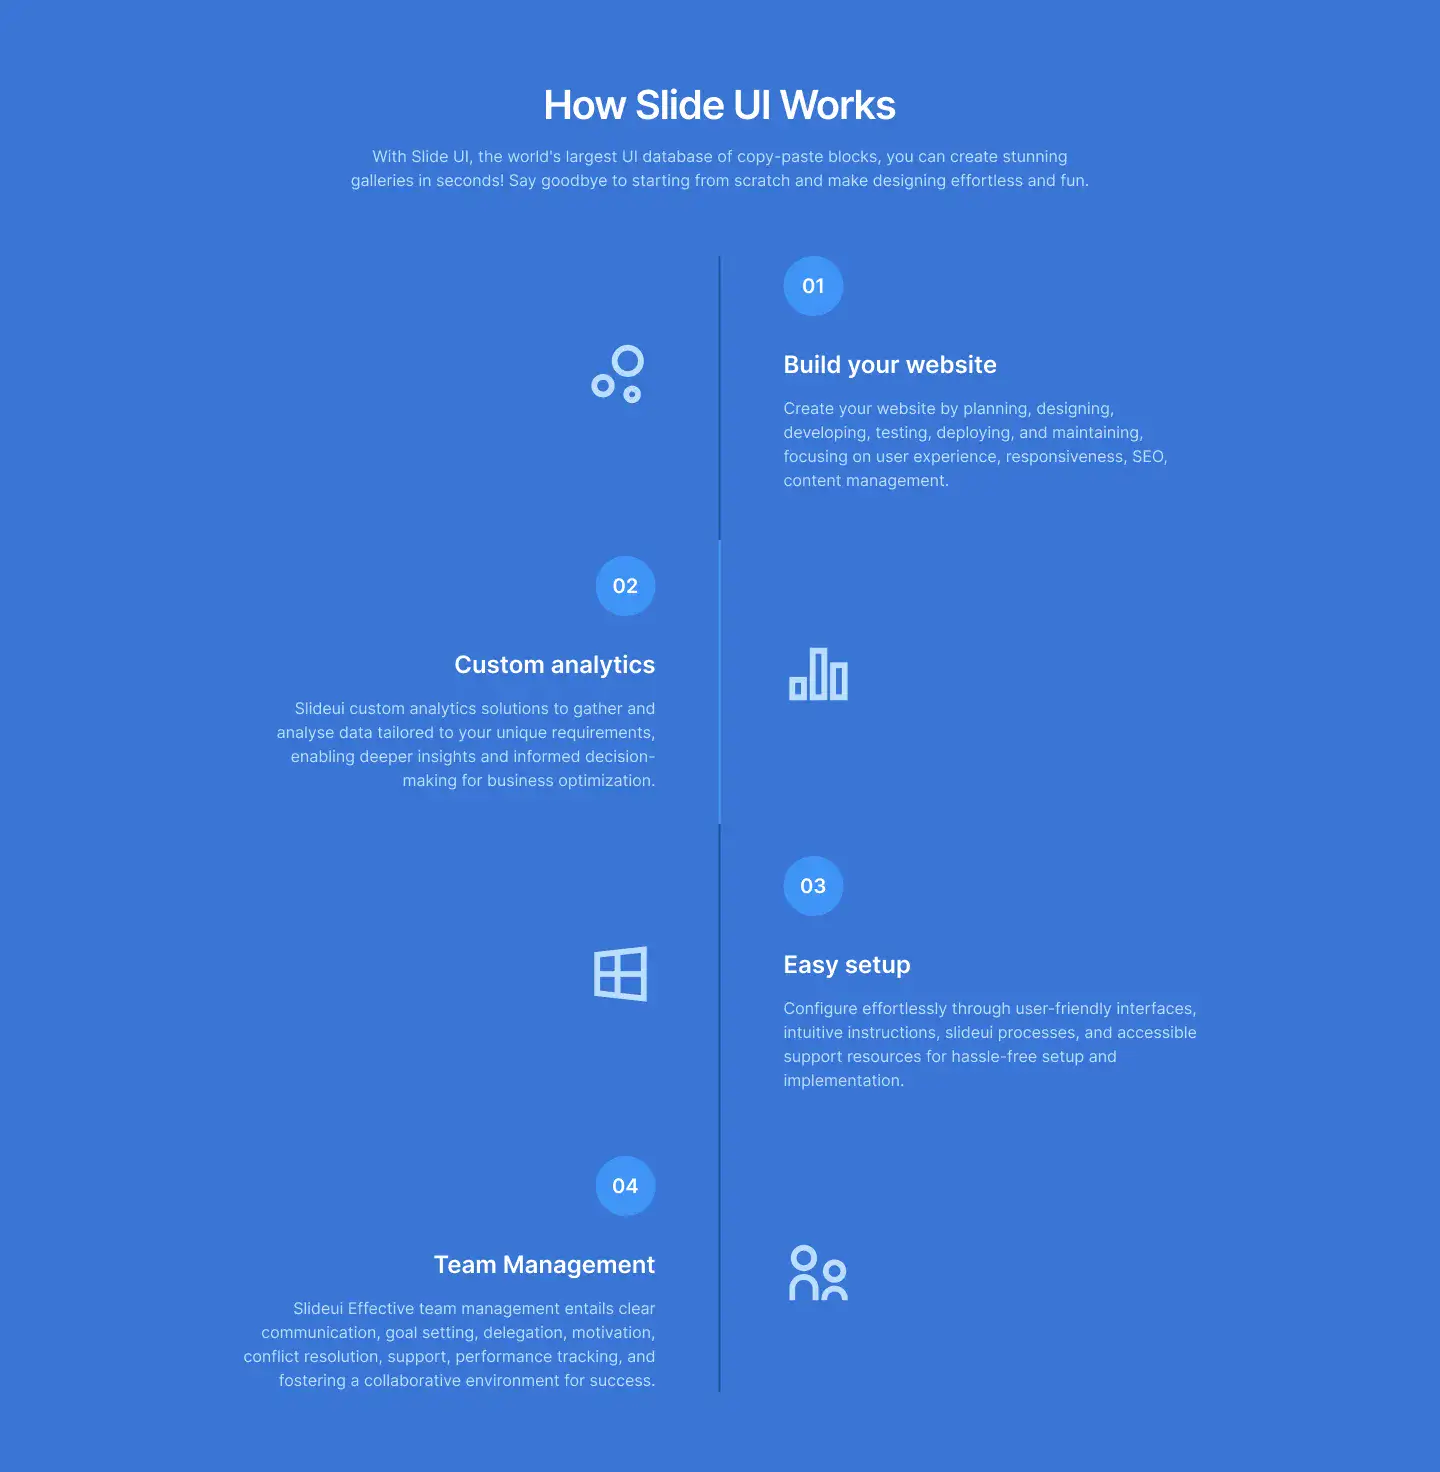 How Slide UI Works
With Slide UI, the world's largest UI database of copy-paste blocks, you can create stunning
galleries in seconds! Say goodbye to starting from scratch and make designing effortless and fun.
01
Build your website
Create your website by planning, designing,
developing, testing, deploying, and maintaining,
focusing on user experience, responsiveness, SEO,
content management.
02
Custom analytics
Slideui custom analytics solutions to gather and
analyse data tailored to your unique requirements,
enabling deeper insights and informed decision-
making for business optimization.
03
Easy setup
Configure effortlessly through user-friendly interfaces,
intuitive instructions, slideui processes, and accessible
support resources for hassle-free setup and
implementation.
04
Team Management
Slideui Effective team management entails clear
communication, goal setting, delegation, motivation,
conflict resolution, support, performance tracking, and
fostering a collaborative environment for success.